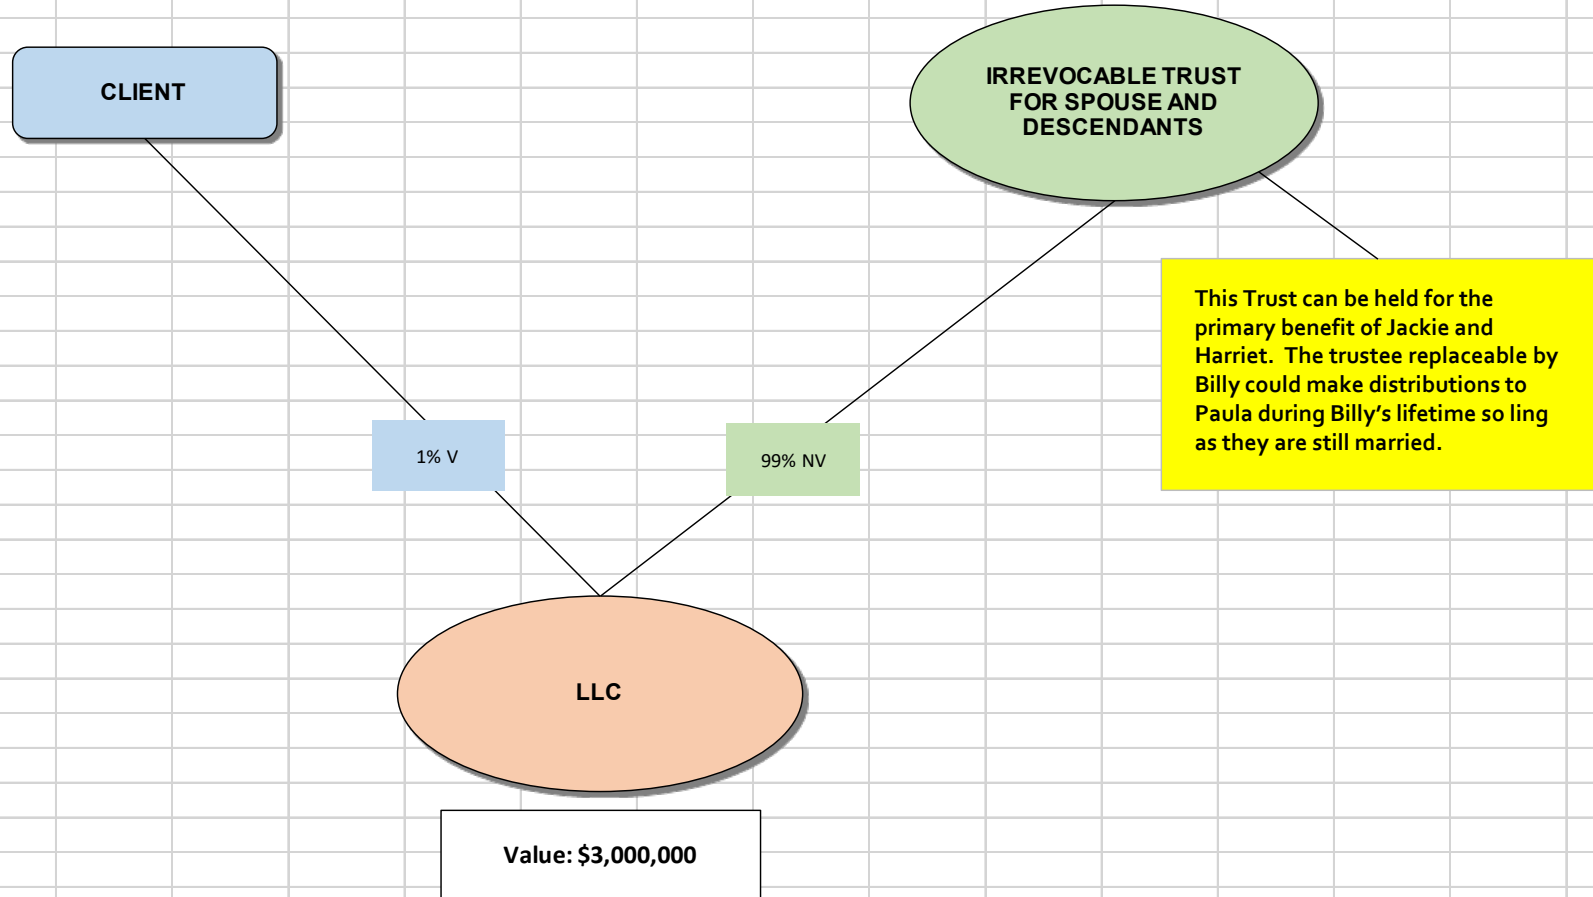 CLIENT
IRREVOCABLE TRUST
FOR SPOUSE AND
DESCENDANTS
This Trust can be held for the
primary benefit of Jackie and
Harriet.  The trustee replaceable by
Billy could make distributions to
Paula during Billy’s lifetime so ling
as they are still married.
1% V
99% NV
LLC
Value: $3,000,000